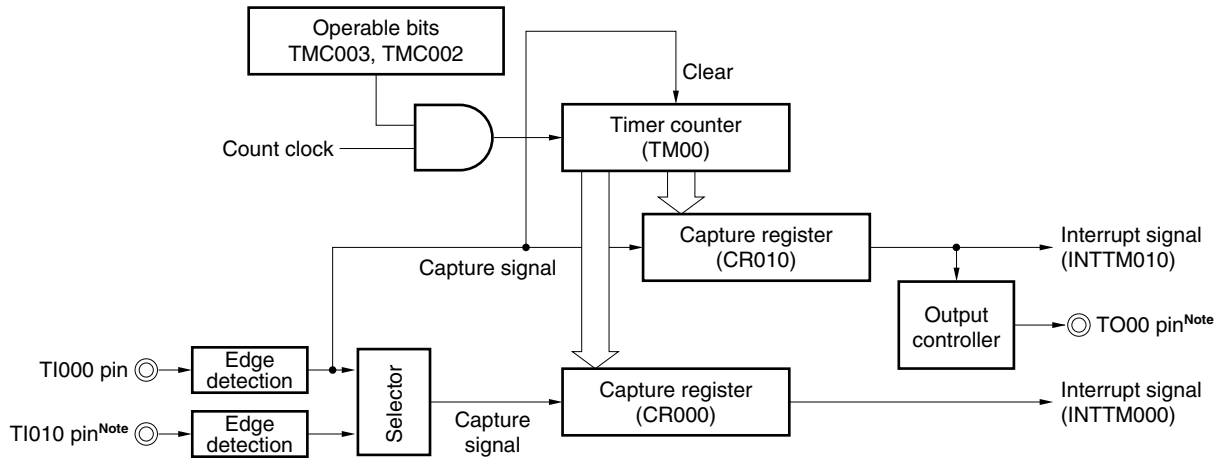 Operable bits
TMC003, TMC002
Clear
Timer counter
(TM00)
Count clock
Capture register
(CR010)
Interrupt signal
(INTTM010)
Capture signal
Output
controller
TO00 pinNote
TI000 pin
Edge
detection
Selector
Capture register
(CR000)
Interrupt signal
(INTTM000)
Capture
signal
TI010 pinNote
Edge
detection